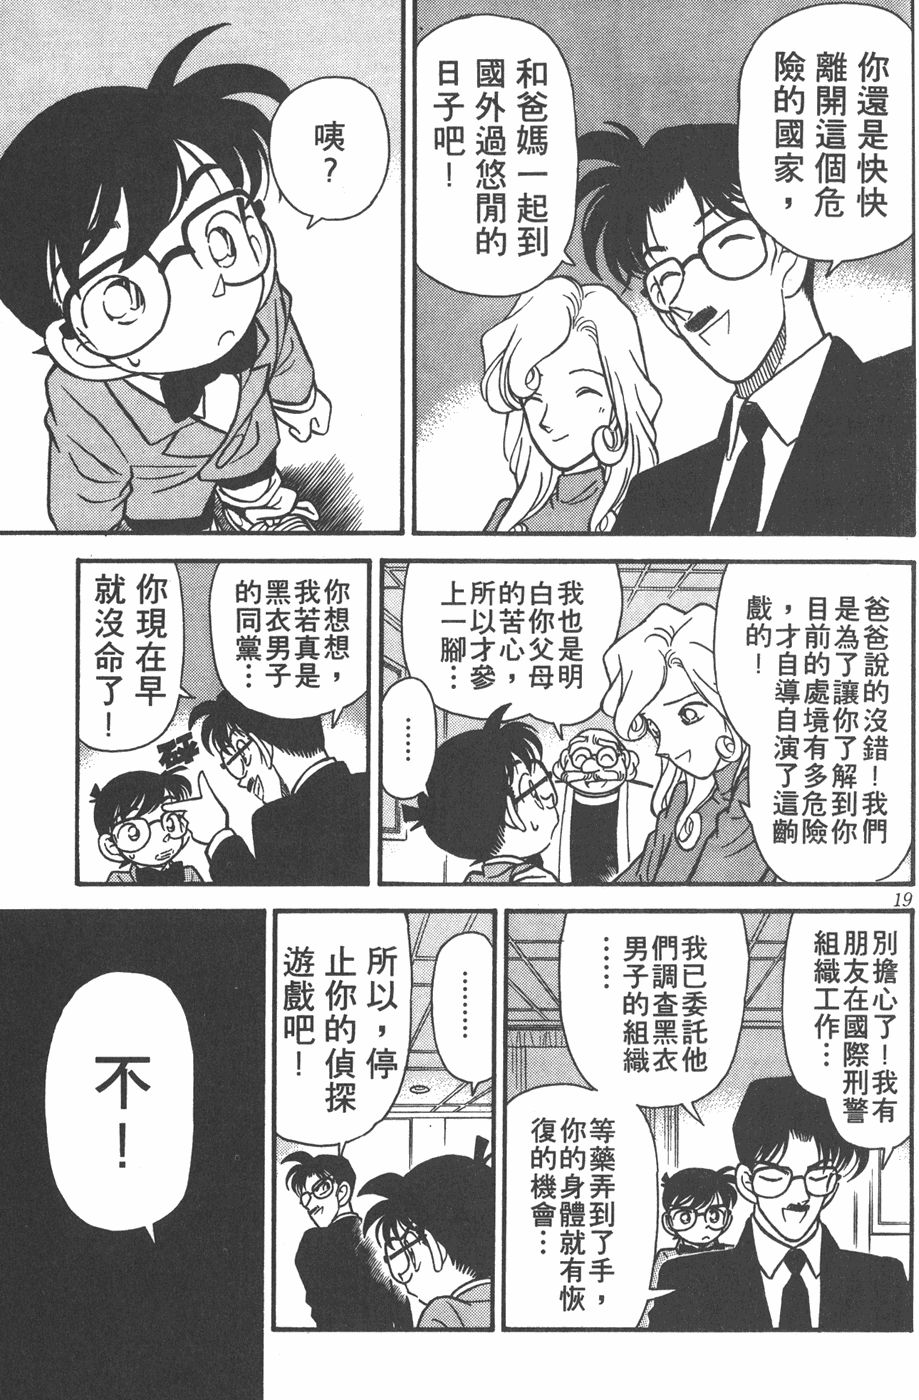 你還是快快
離開這個危
險的國家，
和爸媽一起到
國外過悠閒的
日子吧！
咦？
爸爸說的沒錯！我們
是為了讓你了解到你
目前的處境有多危險
，才自導自演了這齣
戲的！
我也是明
白你父母
的苦心，
所以才參
上一腳…
……
你想想，
我若真是
黑衣男子
的同黨…
你現在早
就沒命了！
19
別擔心了！我有
朋友在國際刑警
組織工作…
我已委託他
們調查黑衣
男子的組織
……
等藥弄到了手，
你的身體就有恢
復的機會…
………
所以，停
止你的偵探
遊戲吧！
不！